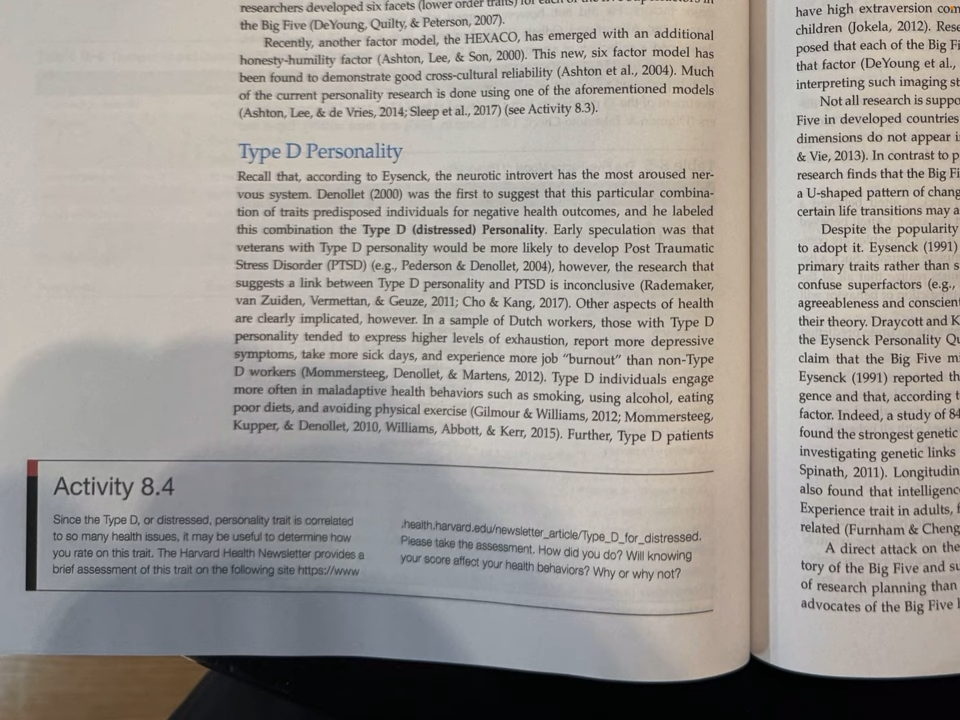 researchers developed six facets (lower order traits) for each of the five superfactors in
the Big Five (DeYoung, Quilty, & Peterson, 2007).
Recently, another factor model, the HEXACO, has emerged with an additional
honesty-humility factor (Ashton, Lee, & Son, 2000). This new, six factor model has
been found to demonstrate good cross-cultural reliability (Ashton et al., 2004). Much
of the current personality research is done using one of the aforementioned models
(Ashton, Lee, & de Vries, 2014; Sleep et al., 2017) (see Activity 8.3).
Type D Personality
Recall that, according to Eysenck, the neurotic introvert has the most aroused ner-
vous system. Denollet (2000) was the first to suggest that this particular combina-
tion of traits predisposed individuals for negative health outcomes, and he labeled
this combination the Type D (distressed) Personality. Early speculation was that
veterans with Type D personality would be more likely to develop Post Traumatic
Stress Disorder (PTSD) (e.g., Pederson & Denollet, 2004), however, the research that
suggests a link between Type D personality and PTSD is inconclusive (Rademaker,
van Zuiden, Vermettan, & Geuze, 2011; Cho & Kang, 2017). Other aspects of health
are clearly implicated, however. In a sample of Dutch workers, those with Type D
personality tended to express higher levels of exhaustion, report more depressive
symptoms, take more sick days, and experience more job “burnout” than non-Type
D workers (Mommersteeg, Denollet, & Martens, 2012). Type D individuals engage
more often in maladaptive health behaviors such as smoking, using alcohol, eating
poor diets, and avoiding physical exercise (Gilmour & Williams, 2012; Mommersteeg,
Kupper, & Denollet, 2010, Williams, Abbott, & Kerr, 2015). Further, Type D patients
Activity 8.4
Since the Type D, or distressed, personality trait is correlated
to so many health issues, it may be useful to determine how
you rate on this trait. The Harvard Health Newsletter provides a
brief assessment of this trait on the following site https://www
.health.harvard.edu/newsletter_article/Type_D_for_distressed.
Please take the assessment. How did you do? Will knowing
your score affect your health behaviors? Why or why not?
have high extraversion com
children (Jokela, 2012). Rese
posed that each of the Big Fi
that factor (DeYoung et al.,
interpreting such imaging st
Not all research is suppo
Five in developed countries
dimensions do not appear i
& Vie, 2013). In contrast to p
research finds that the Big Fi
a U-shaped pattern of chang
certain life transitions may a
Despite the popularity
to adopt it. Eysenck (1991)
primary traits rather than s
confuse superfactors (e.g.,
agreeableness and conscient
their theory. Draycott and K
the Eysenck Personality Qu
claim that the Big Five m
Eysenck (1991) reported th
gence and that, according t
factor. Indeed, a study of 84
found the strongest genetic
investigating genetic links
Spinath, 2011). Longitudin
also found that intelligenc
Experience trait in adults, f
related (Furnham & Cheng
A direct attack on the
tory of the Big Five and su
of research planning than
advocates of the Big Five